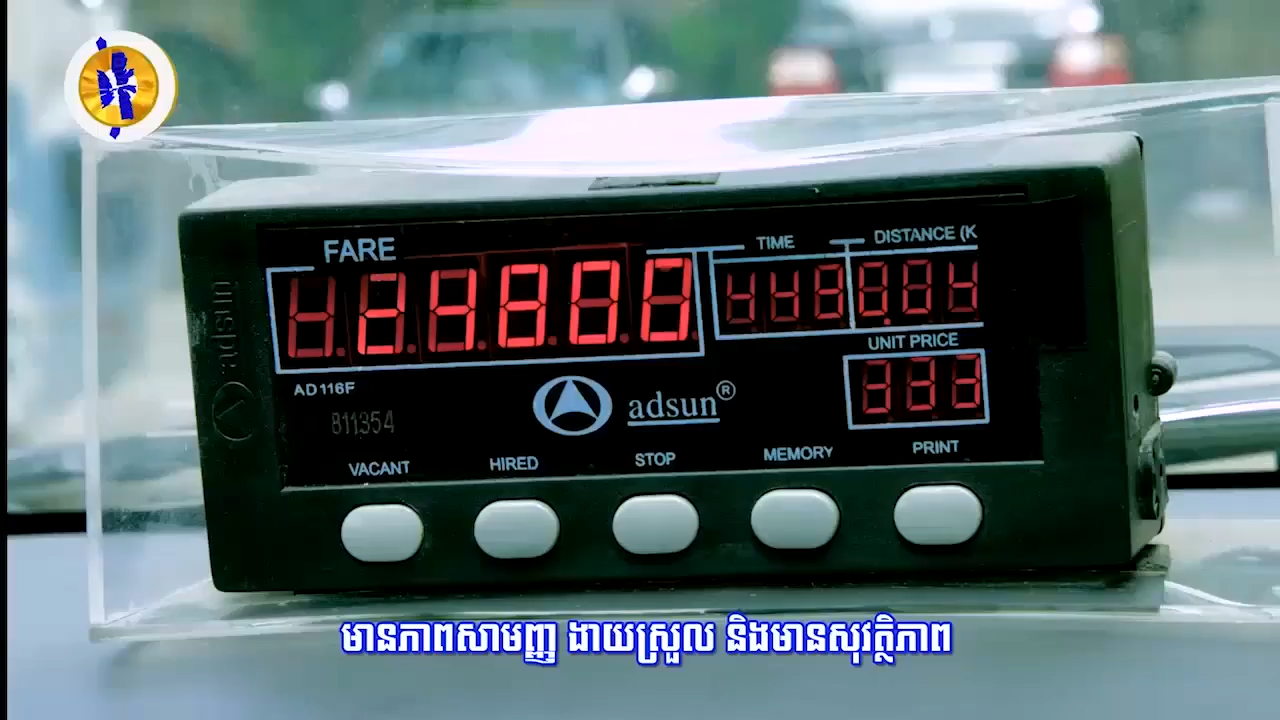 FARE
TIME
DISTANCE (K
UNIT PRICE
adsun
AD116F
811354
adsun®
VACANT
HIRED
STOP
MEMORY
PRINT
មានភាពសាមញ្ញ ងាយស្រួល និងមានសុវត្ថិភាព